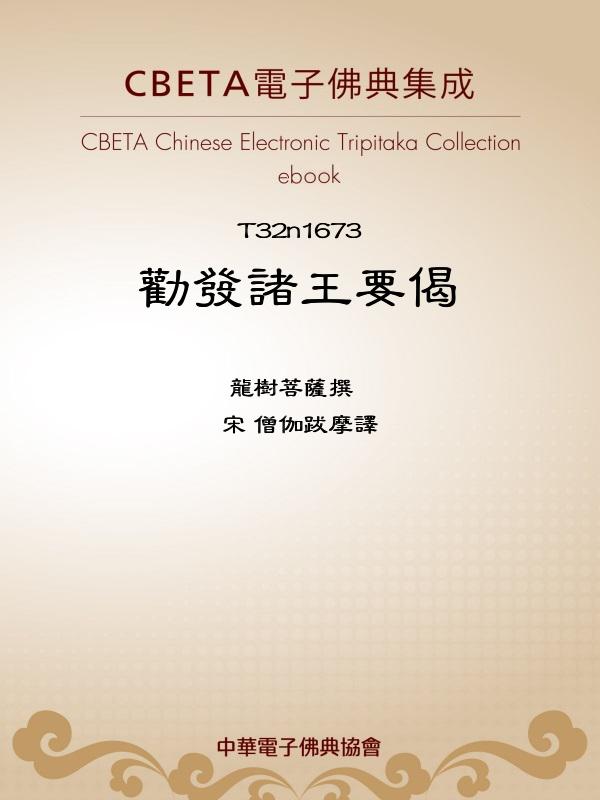 CBETA電子佛典集成
CBETA Chinese Electronic Tripitaka Collection
ebook
T32n1673
勸發諸王要偈
龍樹菩薩撰
宋 僧伽跋摩譯
中華電子佛典協會